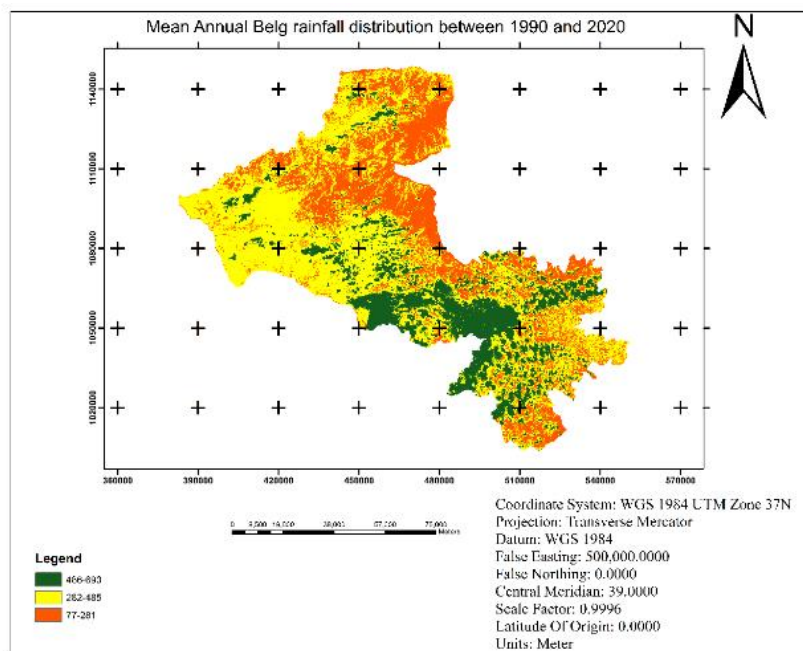 Mean Annual Belg rainfall distribution between 1990 and 2020
N
1140000
1110000
1080000
1050000
1020000
360000 390000 420000 450000 480000 510000 540000 570000
Meters
Coordinate System: WGS 1984 UTM Zone 37N
Projection: Transverse Mercator
Datum: WGS 1984
False Easting: 500,000.0000
False Northing: 0.0000
Central Meridian: 39.0000
Scale Factor: 0.9996
Latitude Of Origin: 0.0000
Units: Meter
Legend
486-693
282-485
77-281